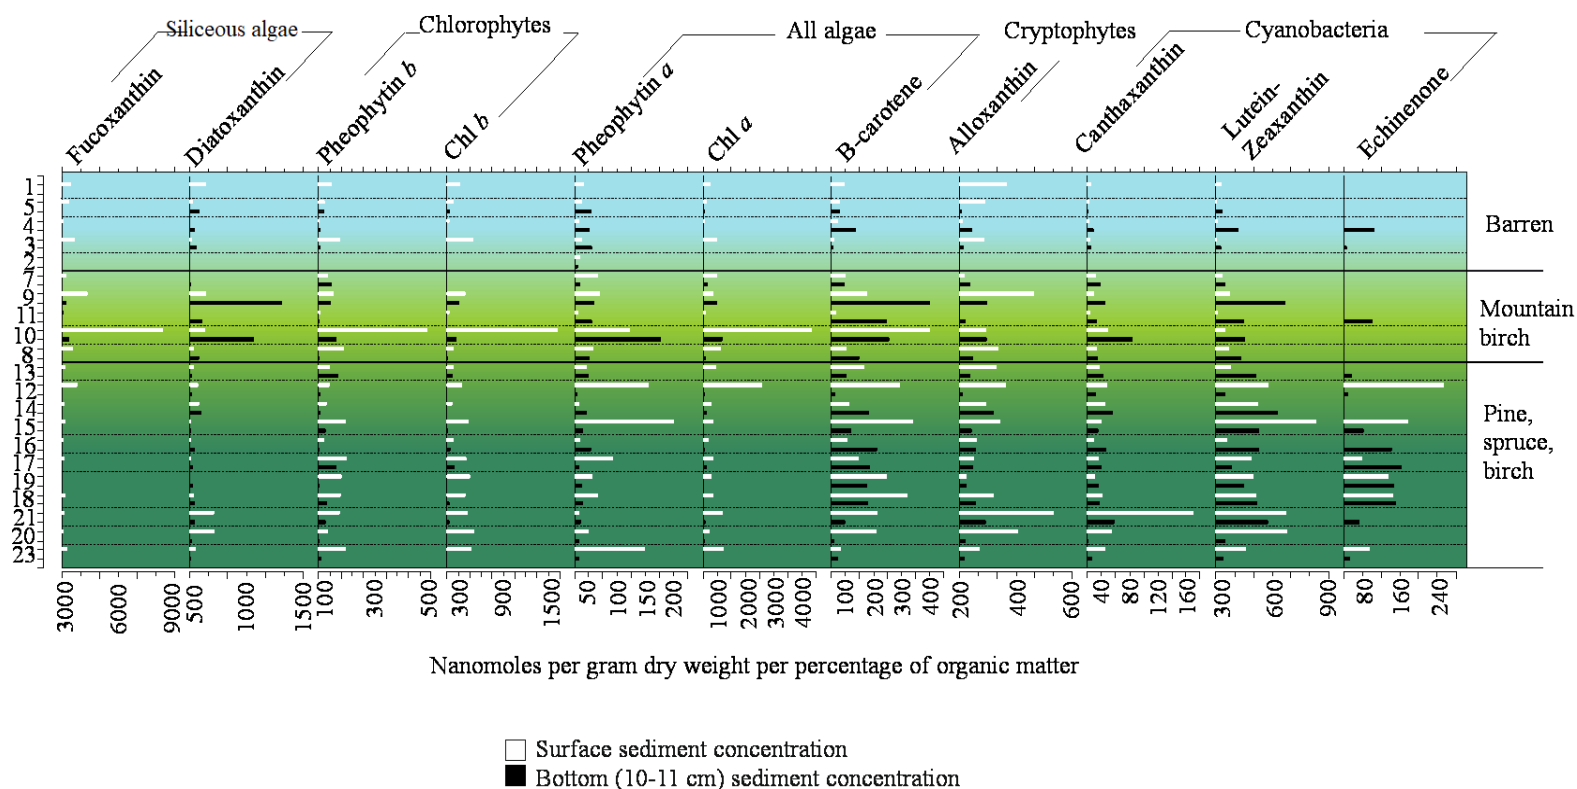 Siliceous algae
Chlorophytes
All algae
Cryptophytes
Cyanobacteria
Fucoxanthin
Diatoxanthin
Pheophytin b
Chl b
Pheophytin a
Chl a
B-carotene
Alloxanthin
Canthaxanthin
Lutein-
Zeaxanthin
Echinenone
1
5
4
3
2
7
9
11
10
8
13
12
14
15
16
17
19
18
21
20
23
Barren
Mountain
birch
Pine,
spruce,
birch
3000 6000 9000
500 1000 1500
100 300 500
300 900 1500
50 100 150 200
1000 2000 3000 4000
100 200 300 400
200 400 600
40 80 120 160
300 600 900
80 160 240
Nanomoles per gram dry weight per percentage of organic matter
Surface sediment concentration
Bottom (10-11 cm) sediment concentration